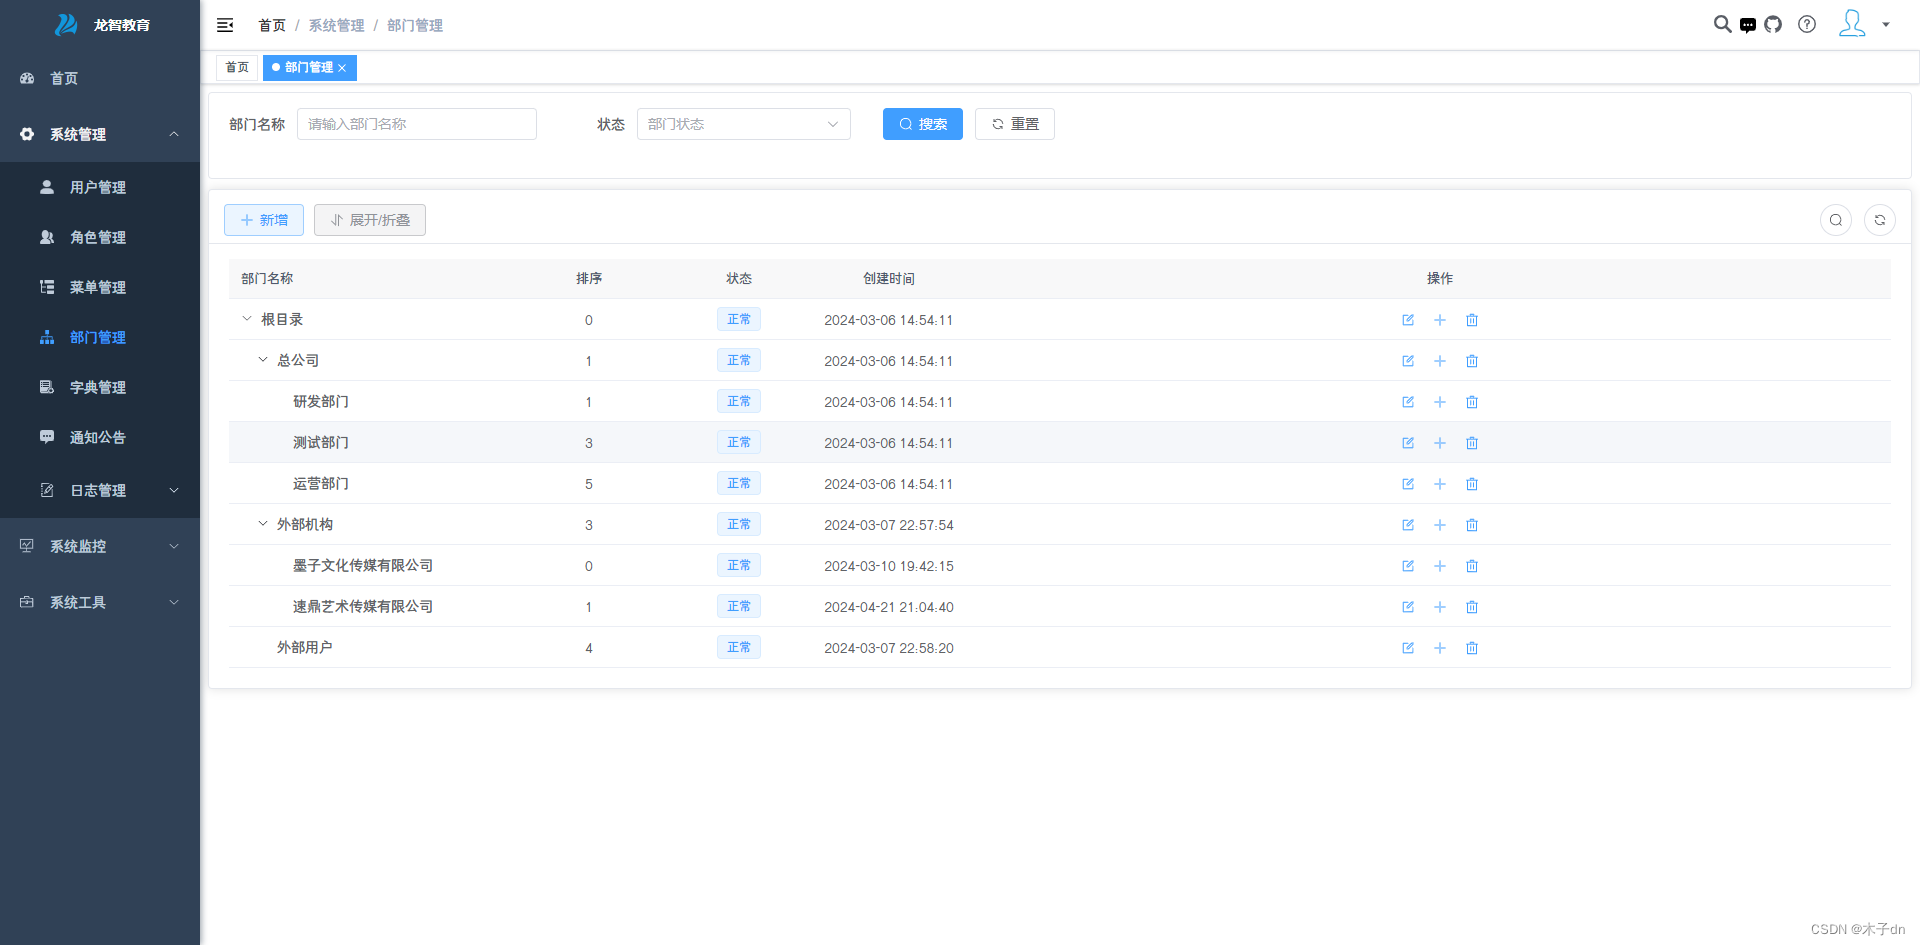 龙智教育
首页
系统管理
用户管理
角色管理
菜单管理
部门管理
字典管理
通知公告
日志管理
系统监控
系统工具
首页 / 系统管理 / 部门管理
首页 部门管理
部门名称 请输入部门名称 状态 部门状态 搜索 重置
新增 展开/折叠
部门名称 排序 状态 创建时间 操作
根目录 0 正常 2024-03-06 14:54:11
总公司 1 正常 2024-03-06 14:54:11
研发部门 1 正常 2024-03-06 14:54:11
测试部门 3 正常 2024-03-06 14:54:11
运营部门 5 正常 2024-03-06 14:54:11
外部机构 3 正常 2024-03-07 22:57:54
墨子文化传媒有限公司 0 正常 2024-03-10 19:42:15
速鼎艺术传媒有限公司 1 正常 2024-04-21 21:04:40
外部用户 4 正常 2024-03-07 22:58:20
CSDN @木子dn